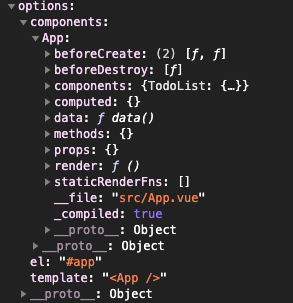 options:
components:
App:
beforeCreate: (2) [ƒ, ƒ]
beforeDestroy: [ƒ]
components: {TodoList: {…}}
computed: {}
data: ƒ data()
methods: {}
props: {}
render: ƒ ()
staticRenderFns: []
__file: "src/App.vue"
_compiled: true
__proto__: Object
__proto__: Object
el: "#app"
template: "<App />"
__proto__: Object